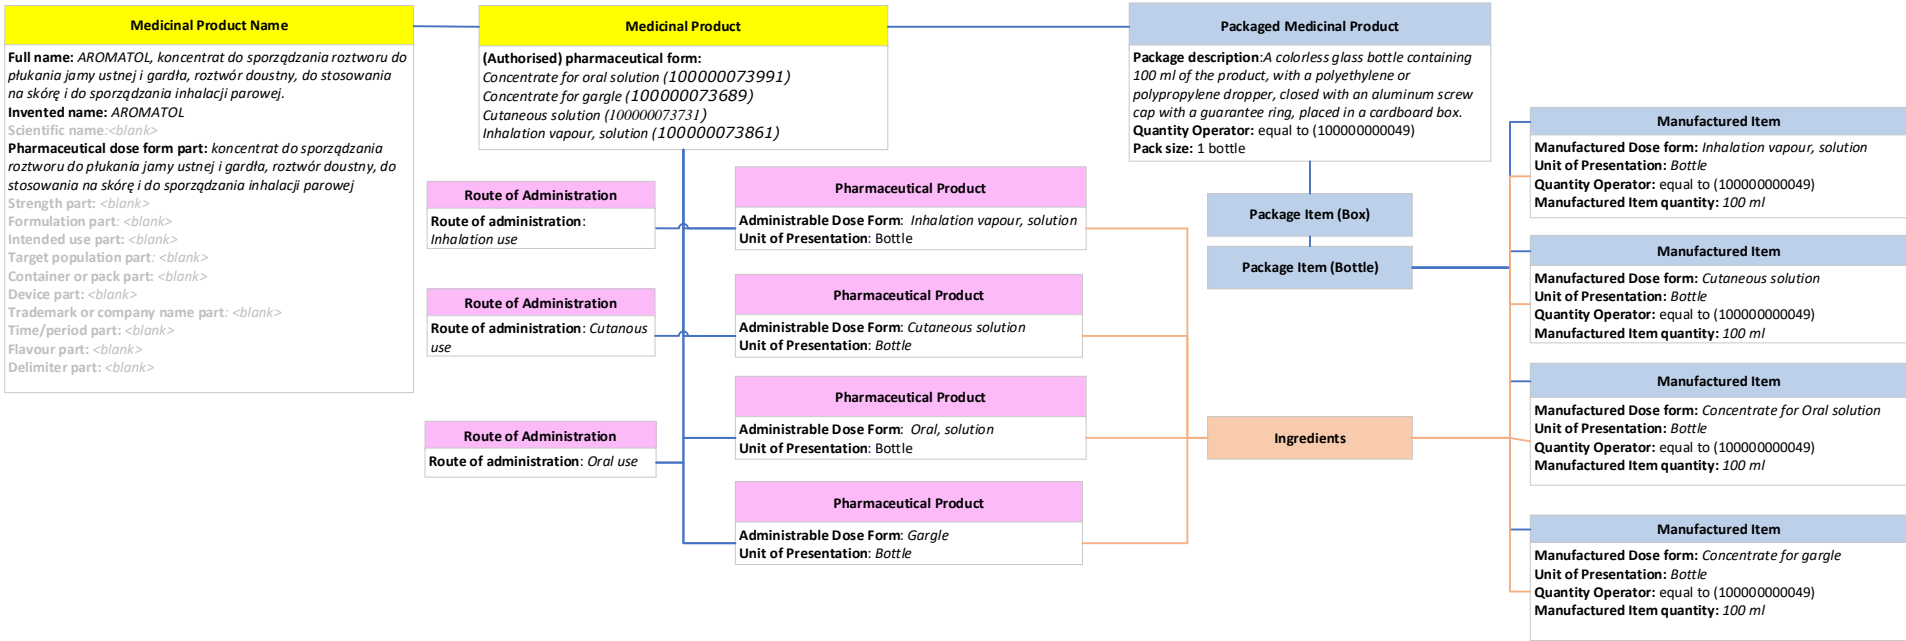 Medicinal Product Name
Full name: AROMATOL, koncentrat do sporządzania roztworu do
płukania jamy ustnej i gardła, roztwór doustny, do stosowania
na skórę i do sporządzania inhalacji parowej.
Invented name: AROMATOL
Scientific name:<blank>
Pharmaceutical dose form part: koncentrat do sporządzania
roztworu do płukania jamy ustnej i gardła, roztwór doustny, do
stosowania na skórę i do sporządzania inhalacji parowej
Strength part: <blank>
Formulation part: <blank>
Intended use part: <blank>
Target population part: <blank>
Container or pack part: <blank>
Device part: <blank>
Trademark or company name part: <blank>
Time/period part: <blank>
Flavour part: <blank>
Delimiter part: <blank>
Medicinal Product
(Authorised) pharmaceutical form:
Concentrate for oral solution (100000073991)
Concentrate for gargle (100000073689)
Cutaneous solution (100000073731)
Inhalation vapour, solution (100000073861)
Route of Administration
Route of administration:
Inhalation use
Route of Administration
Route of administration: Cutanous
use
Route of Administration
Route of administration: Oral use
Pharmaceutical Product
Administrable Dose Form: Inhalation vapour, solution
Unit of Presentation: Bottle
Pharmaceutical Product
Administrable Dose Form: Cutaneous solution
Unit of Presentation: Bottle
Pharmaceutical Product
Administrable Dose Form: Oral, solution
Unit of Presentation: Bottle
Pharmaceutical Product
Administrable Dose Form: Gargle
Unit of Presentation: Bottle
Packaged Medicinal Product
Package description:A colorless glass bottle containing
100 ml of the product, with a polyethylene or
polypropylene dropper, closed with an aluminum screw
cap with a guarantee ring, placed in a cardboard box.
Quantity Operator: equal to (100000000049)
Pack size: 1 bottle
Package Item (Box)
Package Item (Bottle)
Ingredients
Manufactured Item
Manufactured Dose form: Inhalation vapour, solution
Unit of Presentation: Bottle
Quantity Operator: equal to (100000000049)
Manufactured Item quantity: 100 ml
Manufactured Item
Manufactured Dose form: Cutaneous solution
Unit of Presentation: Bottle
Quantity Operator: equal to (100000000049)
Manufactured Item quantity: 100 ml
Manufactured Item
Manufactured Dose form: Concentrate for Oral solution
Unit of Presentation: Bottle
Quantity Operator: equal to (100000000049)
Manufactured Item quantity: 100 ml
Manufactured Item
Manufactured Dose form: Concentrate for gargle
Unit of Presentation: Bottle
Quantity Operator: equal to (100000000049)
Manufactured Item quantity: 100 ml